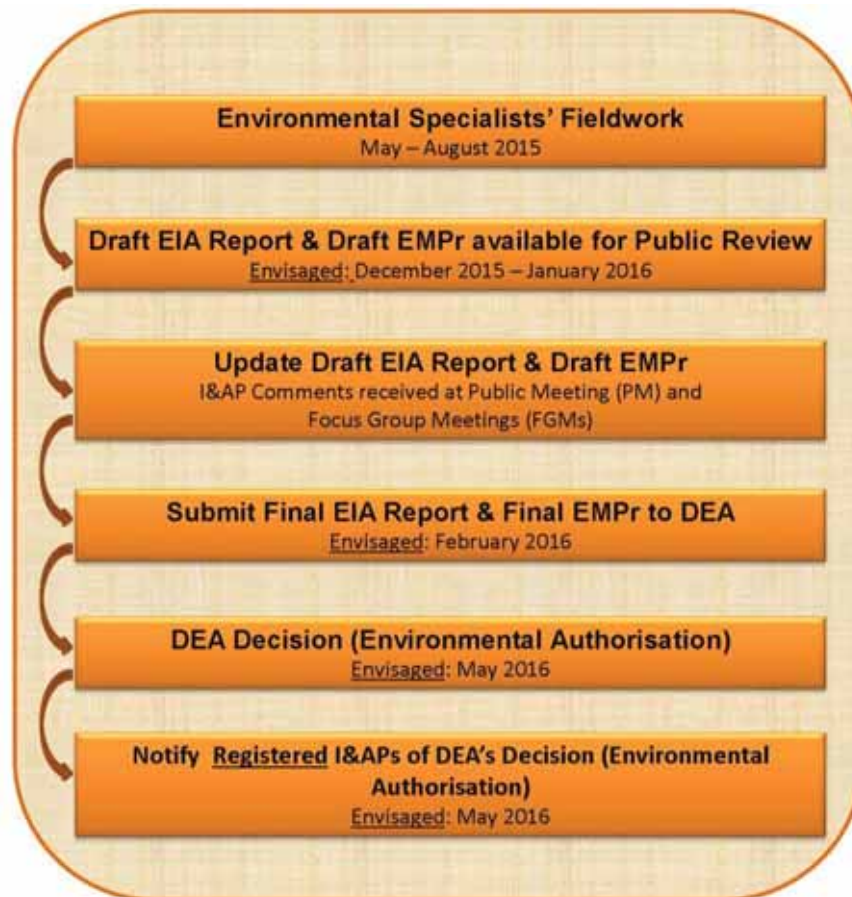 Environmental Specialists' Fieldwork
May – August 2015
Draft EIA Report & Draft EMPr available for Public Review
Envisaged: December 2015 – January 2016
Update Draft EIA Report & Draft EMPr
I&AP Comments received at Public Meeting (PM) and
Focus Group Meetings (FGMs)
Submit Final EIA Report & Final EMPr to DEA
Envisaged: February 2016
DEA Decision (Environmental Authorisation)
Envisaged: May 2016
Notify Registered I&APs of DEA's Decision (Environmental
Authorisation)
Envisaged: May 2016